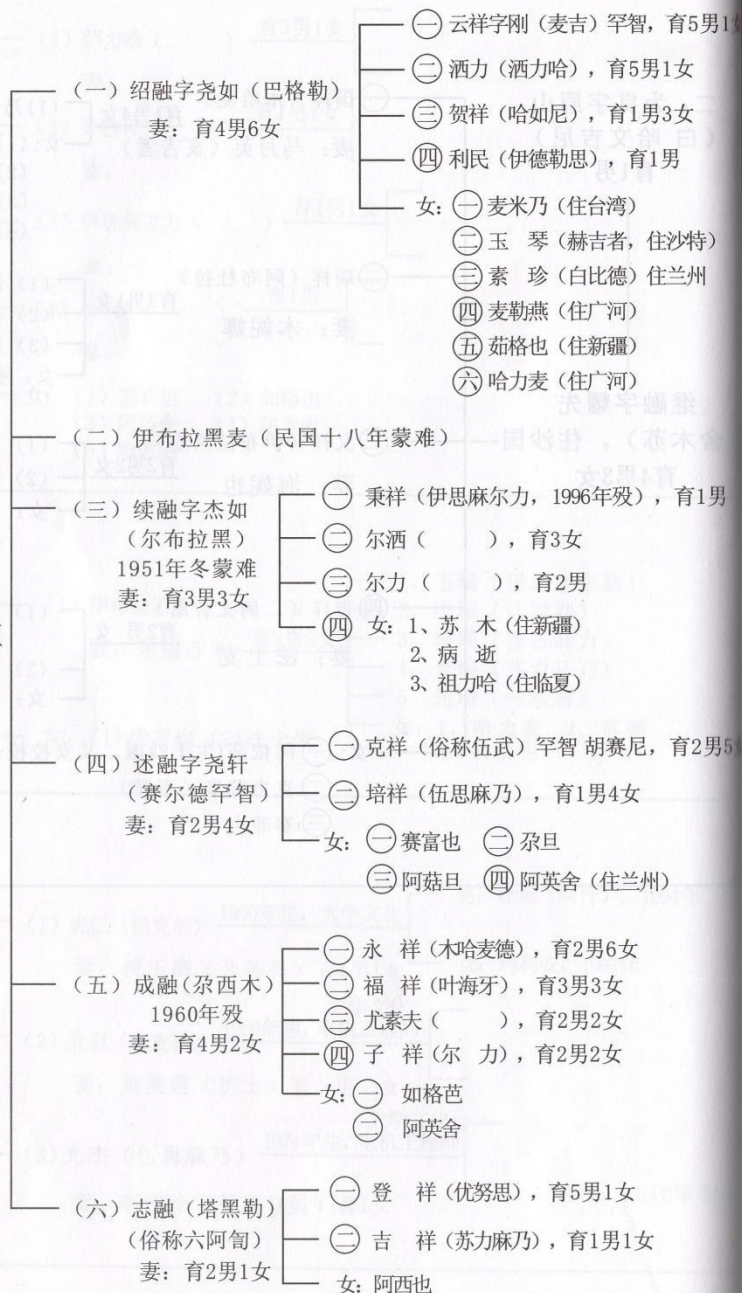 （一）绍融字尧如（巴格勒）
妻：育4男6女
㊀云祥字刚（麦吉）罕智，育5男1
㊁洒力（洒力哈），育5男1女
㊂贺祥（哈如尼），育1男3女
㊃利民（伊德勒思），育1男
女：㊀麦米乃（住台湾）
㊁玉　琴（赫吉者，住沙特）
㊂素　珍（白比德）住兰州
㊃麦勒燕（住广河）
㊄茹格也（住新疆）
㊅哈力麦（住广河）
（二）伊布拉黑麦（民国十八年蒙难）
（三）续融字杰如
（尔布拉黑）
1951年冬蒙难
妻：育3男3女
㊀秉祥（伊思麻尔力，1996年殁），育1男
㊁尔洒（　　　），育3女
㊂尔力（　　　），育2男
㊃女：1、苏　木（住新疆）
2、病　逝
3、祖力哈（住临夏）
（四）述融字尧轩
（赛尔德罕智）
妻：育2男4女
㊀克祥（俗称伍武）罕智 胡赛尼，育2男5
㊁培祥（伍思麻乃），育1男4女
女：㊀赛富也　㊁尕旦
㊂阿菇旦　㊃阿英舍（住兰州）
（五）成融（尕西木）
1960年殁
妻：育4男2女
㊀永　祥（木哈麦德），育2男6女
㊁福　祥（叶海牙），育3男3女
㊂尤素夫（　　　），育2男2女
㊃子　祥（尔　力），育2男2女
女：㊀　如格芭
㊁　阿英舍
（六）志融（塔黑勒）
（俗称六阿訇）
妻：育2男1女
㊀登　祥（优努思），育5男1女
㊁吉　祥（苏力麻乃），育1男1女
女：阿西也